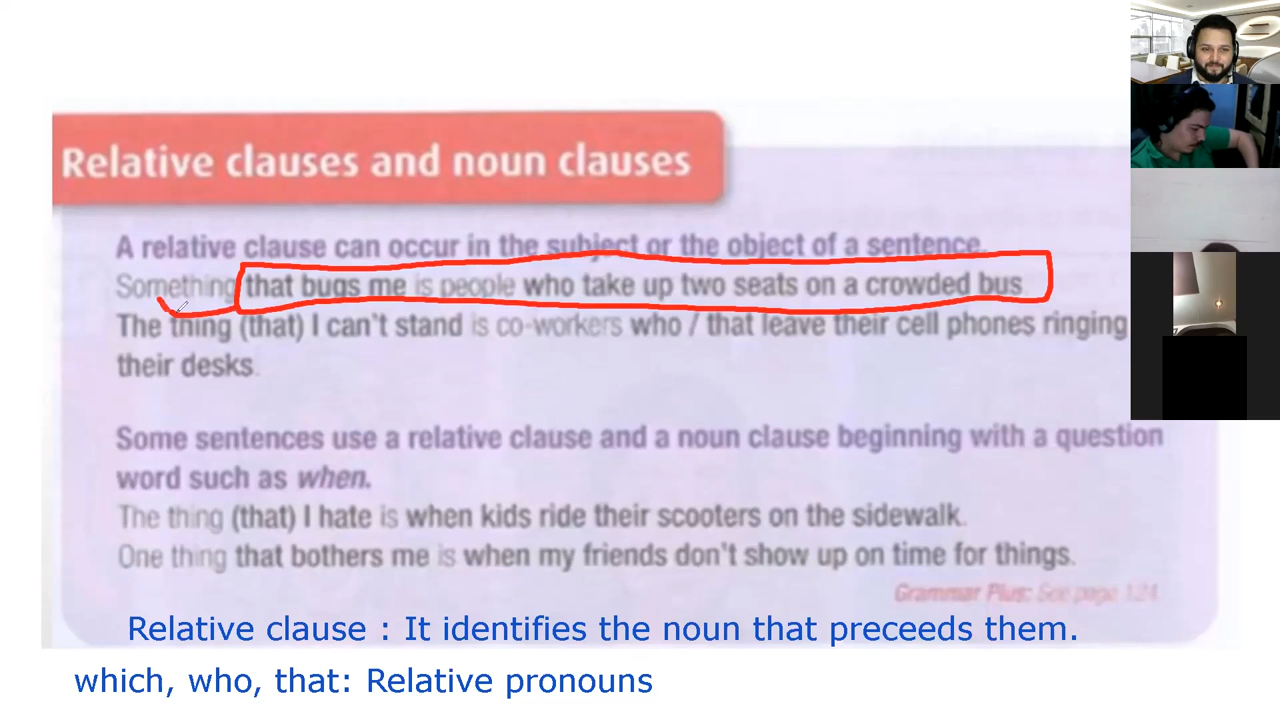 Relative clauses and noun clauses
A relative clause can occur in the subject or the object of a sentence.
Something that bugs me is people who take up two seats on a crowded bus.
The thing (that) I can't stand is co-workers who / that leave their cell phones ringing
their desks.
Some sentences use a relative clause and a noun clause beginning with a question
word such as when.
The thing (that) I hate is when kids ride their scooters on the sidewalk.
One thing that bothers me is when my friends don't show up on time for things.
Grammar Plus: See page 124
Relative clause : It identifies the noun that preceeds them.
which, who, that: Relative pronouns